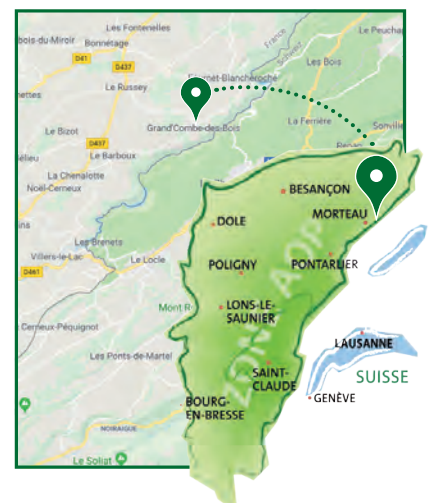 Les Fontenelles
Le Peuchap
bois-du-Miroir
Bonnétage
France
Suisse
D41
D437
Les Bois
Le Russey
Grand'Combe-des-Bois
La Ferrière
Sonvilie
Le Bizot
D437
Renan
Le Barboux
La Chenalotte
Noël-Cerneux
BESANÇON
MORTEAU
DOLE
Les Brenets
Villers-le-Lac
Le Locle
D461
POLIGNY
PONTARLIER
ZONE AOP
Mont R
LONS-LE-
SAUNIER
Cerneux-Péquignot
LAUSANNE
Les Ponts-de-Martel
SAINT-
CLAUDE
SUISSE
BOURG-
EN-BRESSE
GENÈVE
NOIRAIGUE
Le Soliat